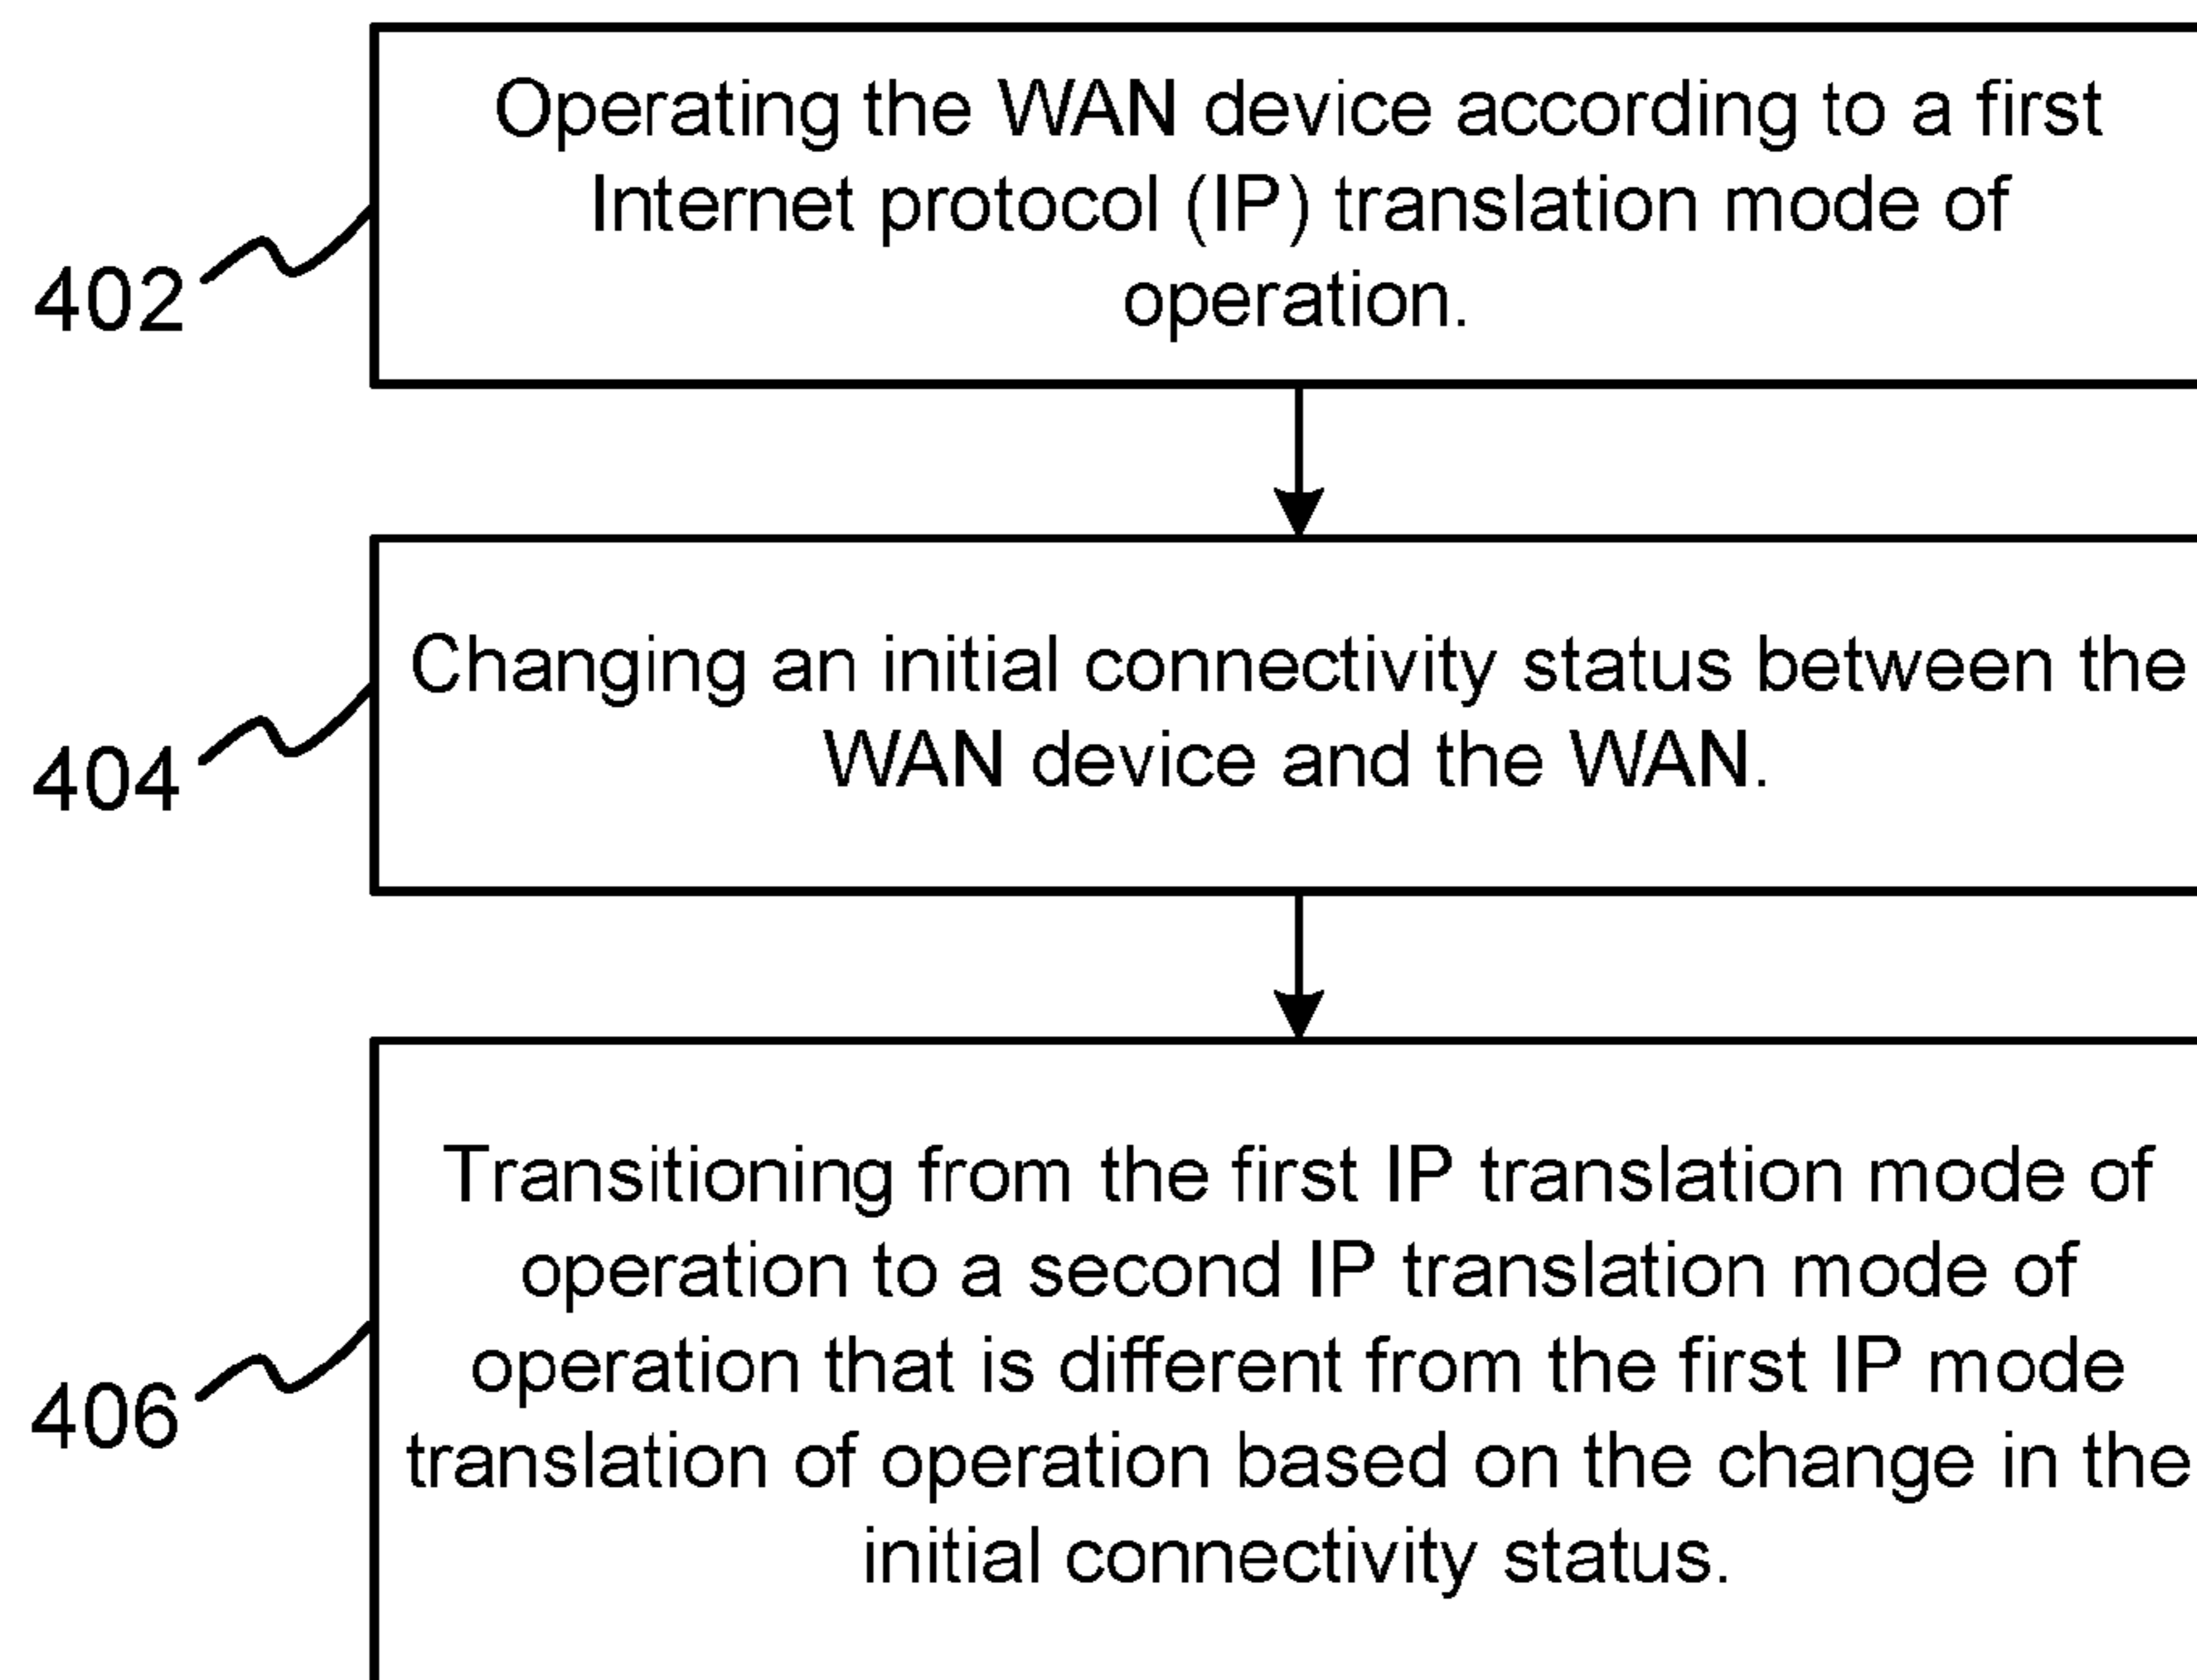 Operating the WAN device according to a first
Internet protocol (IP) translation mode of
operation.
402
Changing an initial connectivity status between the
WAN device and the WAN.
404
Transitioning from the first IP translation mode of
operation to a second IP translation mode of
operation that is different from the first IP mode
translation of operation based on the change in the
initial connectivity status.
406